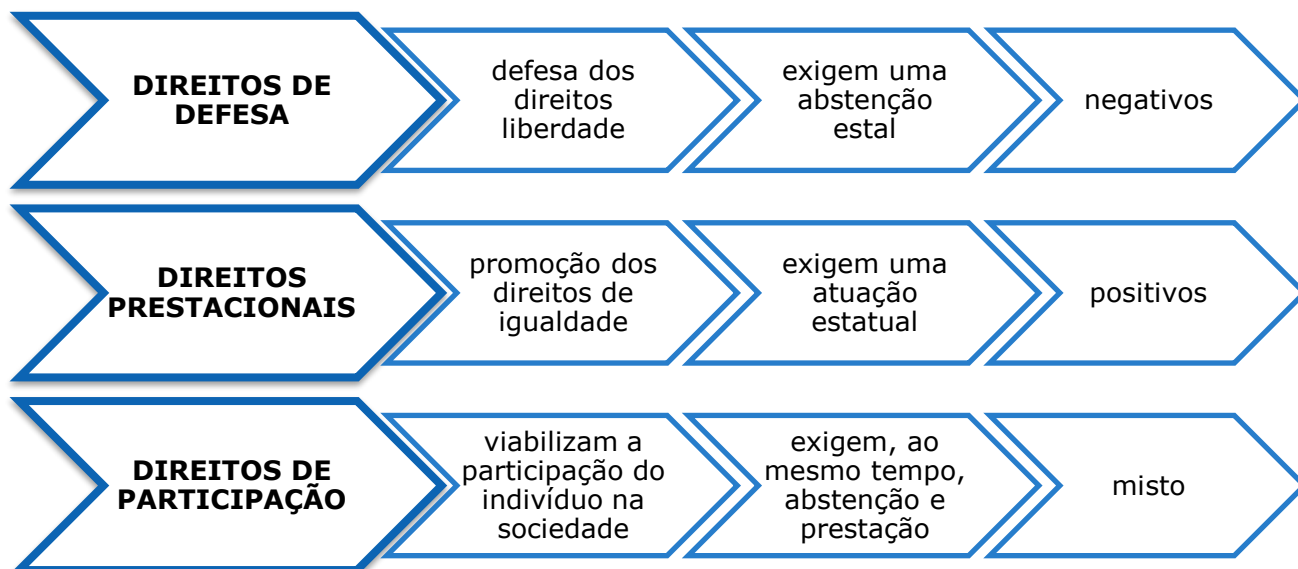 DIREITOS DE
DEFESA
defesa dos
direitos
liberdade
exigem uma
abstenção
estal
negativos
DIREITOS
PRESTACIONAIS
promoção dos
direitos de
igualdade
exigem uma
atuação
estatual
positivos
DIREITOS DE
PARTICIPAÇÃO
viabilizam a
participação do
indivíduo na
sociedade
exigem, ao
mesmo tempo,
abstenção e
prestação
misto